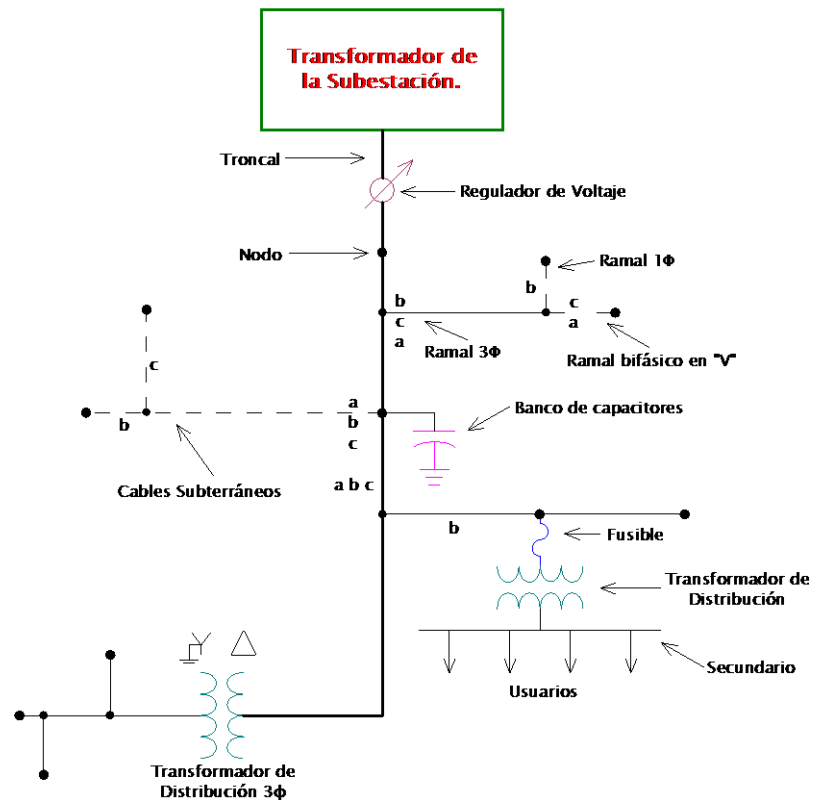 Transformador de
la Subestación.
Troncal
Regulador de Voltaje
Nodo
Ramal 1Φ
b
c
a
Ramal bifásico en "V"
b
c
a
Ramal 3Φ
c
b
a
b
c
Banco de capacitores
Cables Subterráneos
a b c
b
Fusible
Transformador de
Distribución
Secundario
Usuarios
Transformador de
Distribución 3ϕ